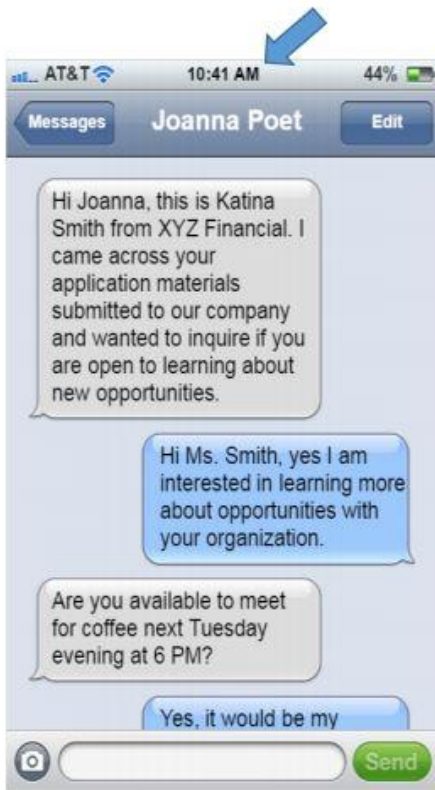 AT&T 10:41 AM 44%
Messages Joanna Poet Edit
Hi Joanna, this is Katina
Smith from XYZ Financial. I
came across your
application materials
submitted to our company
and wanted to inquire if you
are open to learning about
new opportunities.
Hi Ms. Smith, yes I am
interested in learning more
about opportunities with
your organization.
Are you available to meet
for coffee next Tuesday
evening at 6 PM?
Yes, it would be my
Send